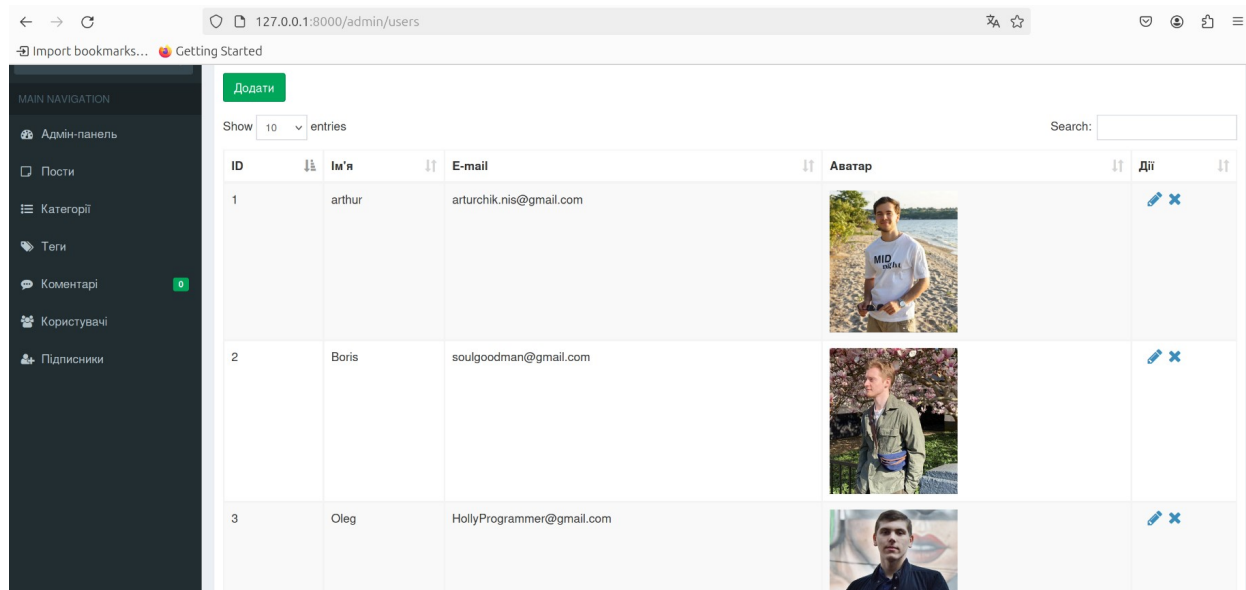 127.0.0.1:8000/admin/users
Import bookmarks... Getting Started
MAIN NAVIGATION
Адмін-панель
Пости
Категорії
Теги
Коментарі 0
Користувачі
Підписники
Додати
Show 10 entries Search:
ID Ім'я E-mail Аватар Дії
1 arthur arturchik.nis@gmail.com
MID
night
2 Boris soulgoodman@gmail.com
3 Oleg HollyProgrammer@gmail.com